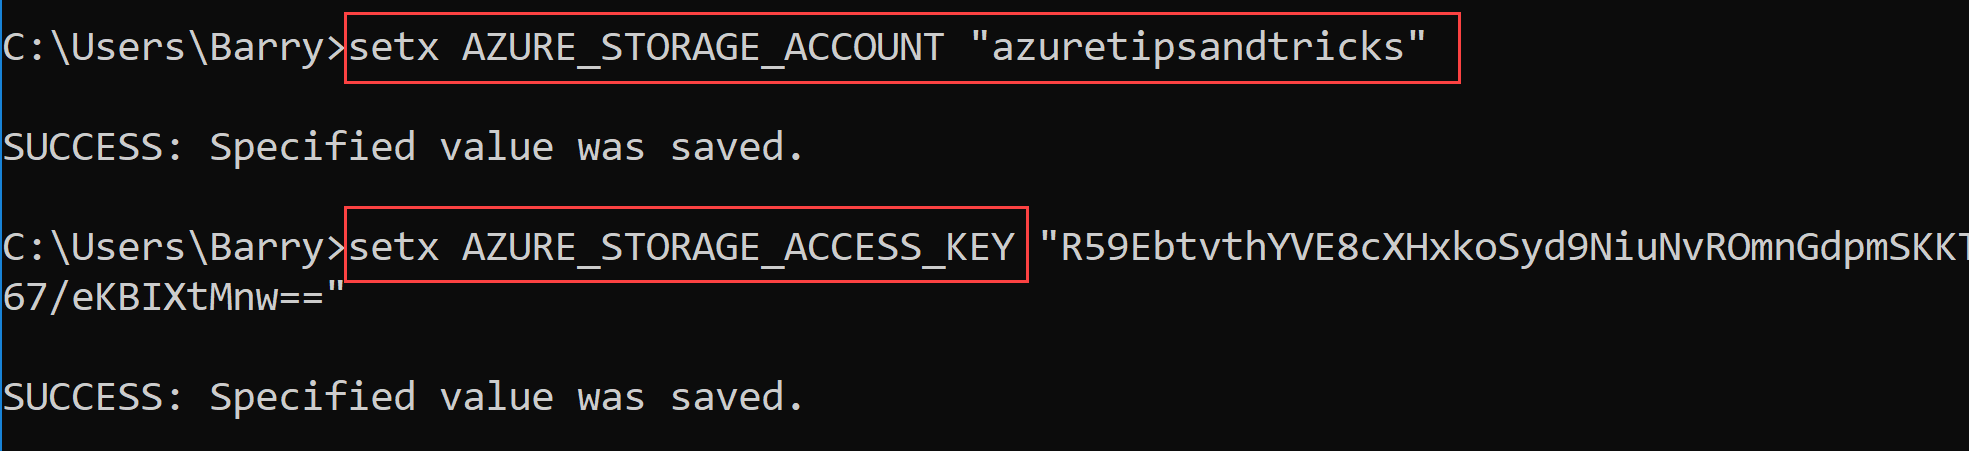 C:\Users\Barry>setx AZURE_STORAGE_ACCOUNT "azuretipsandtricks"
SUCCESS: Specified value was saved.
C:\Users\Barry>setx AZURE_STORAGE_ACCESS_KEY "R59EbtvthYVE8cXHxkoSyd9NiuNvROmnGdpmSKKT
67/eKBIXtMnw=="
SUCCESS: Specified value was saved.